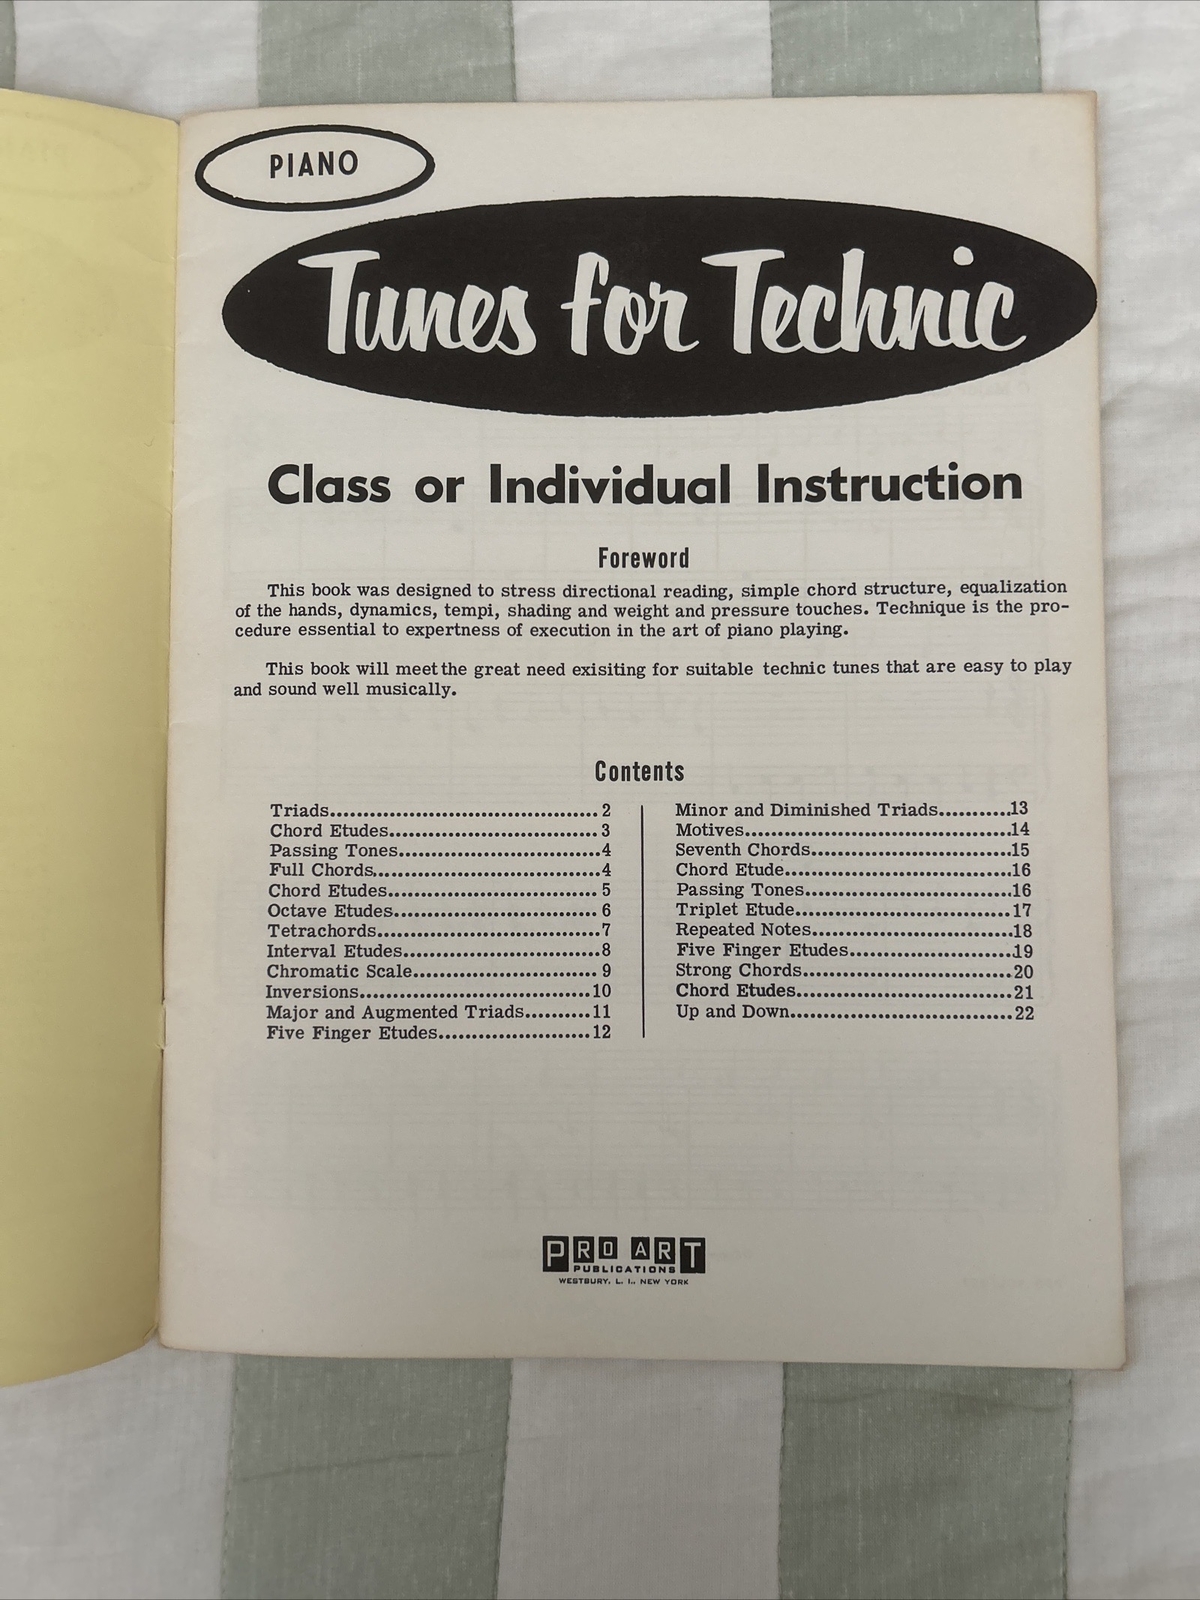 PIANO
Tunes for Technic
Class or Individual Instruction
Foreword
This book was designed to stress directional reading, simple chord structure, equalization
of the hands, dynamics, tempi, shading and weight and pressure touches. Technique is the pro-
cedure essential to expertness of execution in the art of piano playing.
This book will meet the great need exisiting for suitable technic tunes that are easy to play
and sound well musically.
Contents
Triads 2
Chord Etudes 3
Passing Tones 4
Full Chords 4
Chord Etudes 5
Octave Etudes 6
Tetrachords 7
Interval Etudes 8
Chromatic Scale 9
Inversions 10
Major and Augmented Triads 11
Five Finger Etudes 12
Minor and Diminished Triads 13
Motives 14
Seventh Chords 15
Chord Etude 16
Passing Tones 16
Triplet Etude 17
Repeated Notes 18
Five Finger Etudes 19
Strong Chords 20
Chord Etudes 21
Up and Down 22
PRO ART
PUBLICATIONS
WESTBURY, L. I., NEW YORK